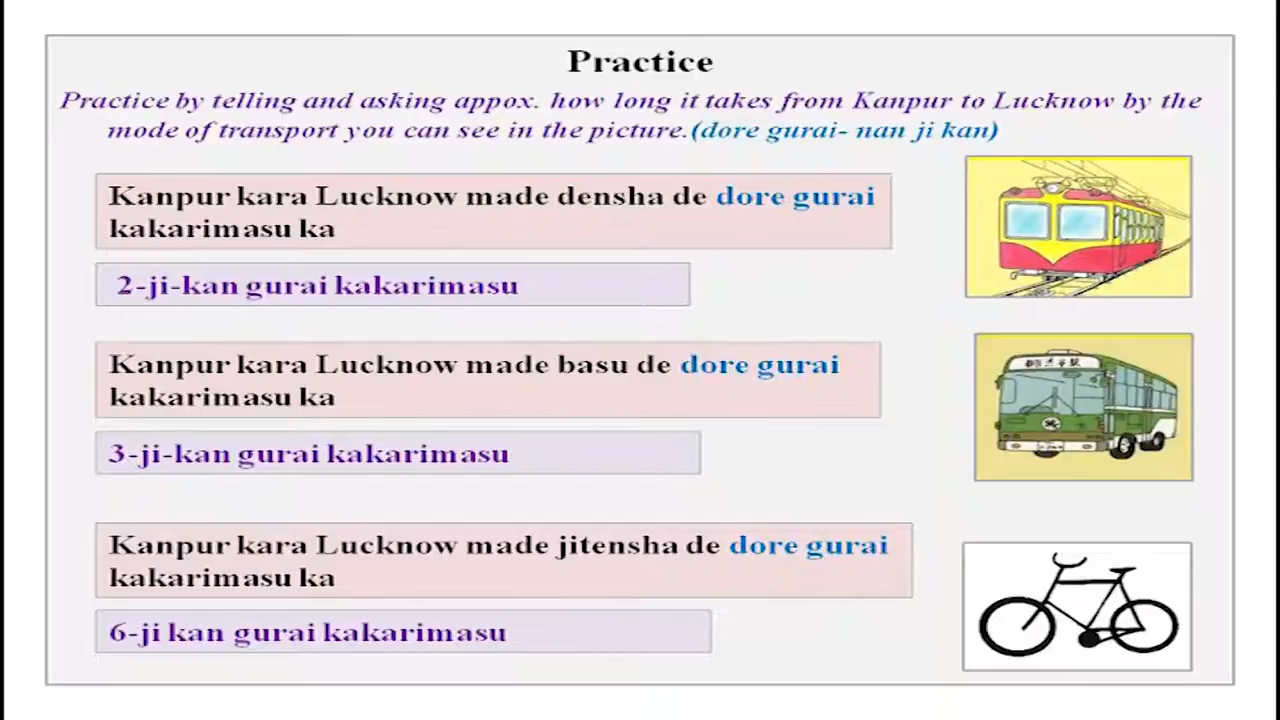 Practice
Practice by telling and asking appox. how long it takes from Kanpur to Lucknow by the
mode of transport you can see in the picture.(dore gurai- nan ji kan)
Kanpur kara Lucknow made densha de dore gurai
kakarimasu ka
2-ji-kan gurai kakarimasu
Kanpur kara Lucknow made basu de dore gurai
kakarimasu ka
3-ji-kan gurai kakarimasu
Kanpur kara Lucknow made jitensha de dore gurai
kakarimasu ka
6-ji kan gurai kakarimasu